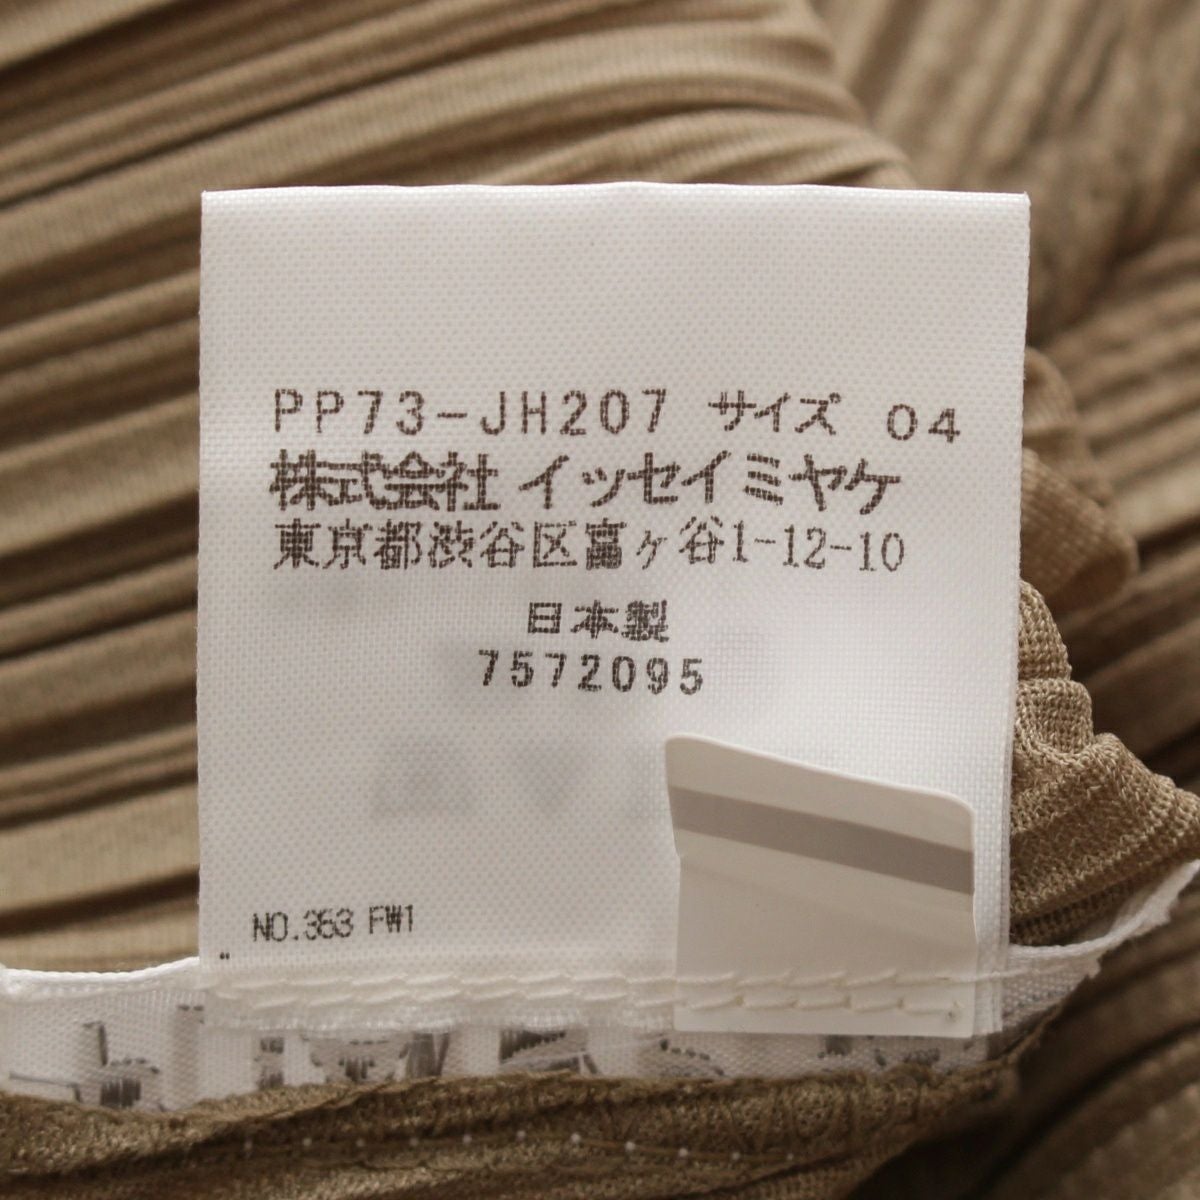 PP73-JH207 サイズ 04
株式会社 イッセイミヤケ
東京都渋谷区富ヶ谷1-12-10
日本製
7572095
NO.353 FW1